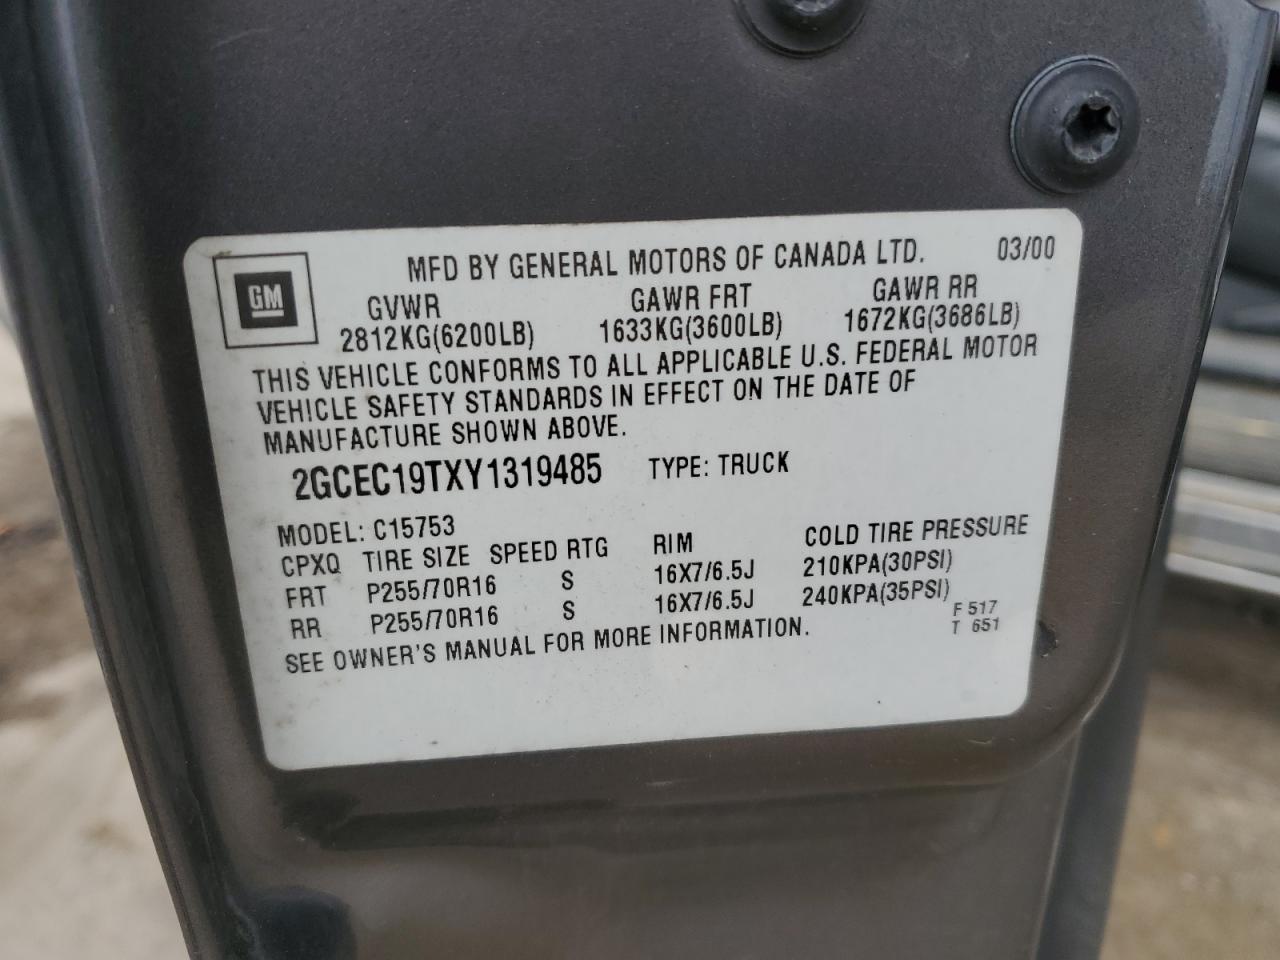 MFD BY GENERAL MOTORS OF CANADA LTD. 03/00
GM
GVWR GAWR FRT GAWR RR
2812KG(6200LB) 1633KG(3600LB) 1672KG(3686LB)
THIS VEHICLE CONFORMS TO ALL APPLICABLE U.S. FEDERAL MOTOR
VEHICLE SAFETY STANDARDS IN EFFECT ON THE DATE OF
MANUFACTURE SHOWN ABOVE.
2GCEC19TXY1319485 TYPE: TRUCK
MODEL: C15753
CPXQ TIRE SIZE SPEED RTG RIM COLD TIRE PRESSURE
FRT P255/70R16 S 16X7/6.5J 210KPA(30PSI)
RR P255/70R16 S 16X7/6.5J 240KPA(35PSI)
SEE OWNER'S MANUAL FOR MORE INFORMATION.
F 517
T 651